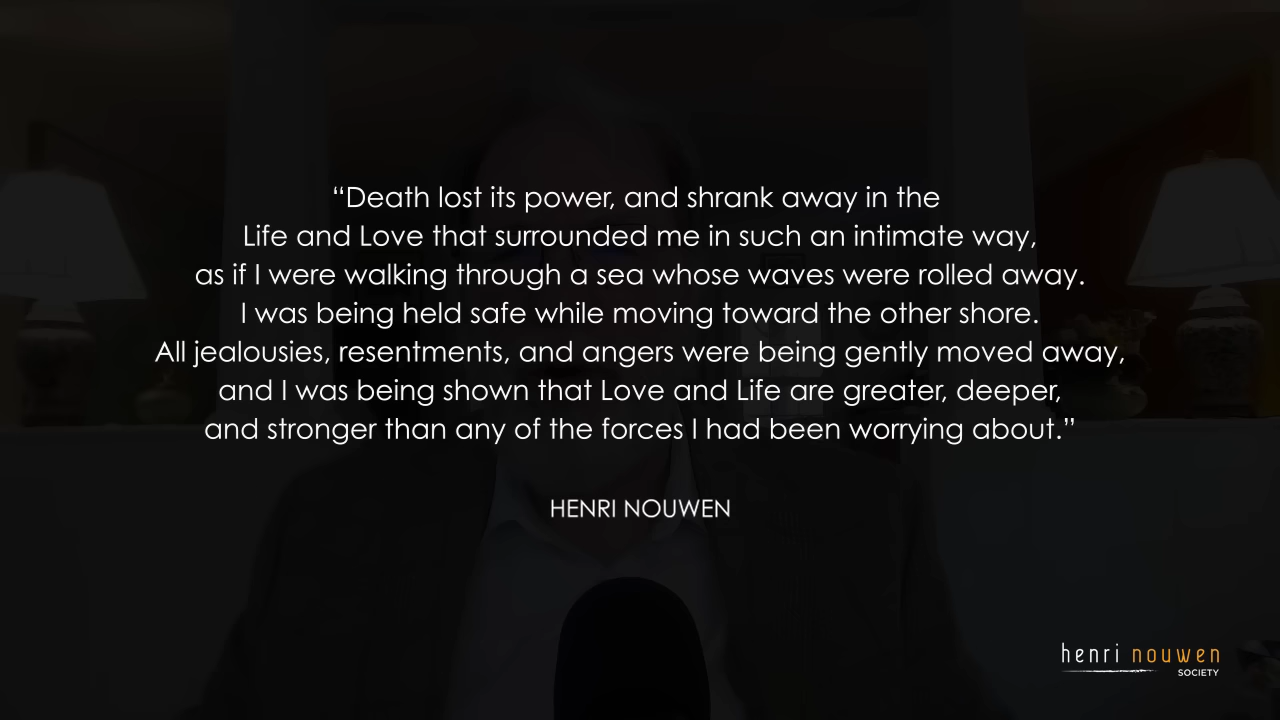 “Death lost its power, and shrank away in the
Life and Love that surrounded me in such an intimate way,
as if I were walking through a sea whose waves were rolled away.
I was being held safe while moving toward the other shore.
All jealousies, resentments, and angers were being gently moved away,
and I was being shown that Love and Life are greater, deeper,
and stronger than any of the forces I had been worrying about.”
HENRI NOUWEN
henri nouwen
SOCIETY